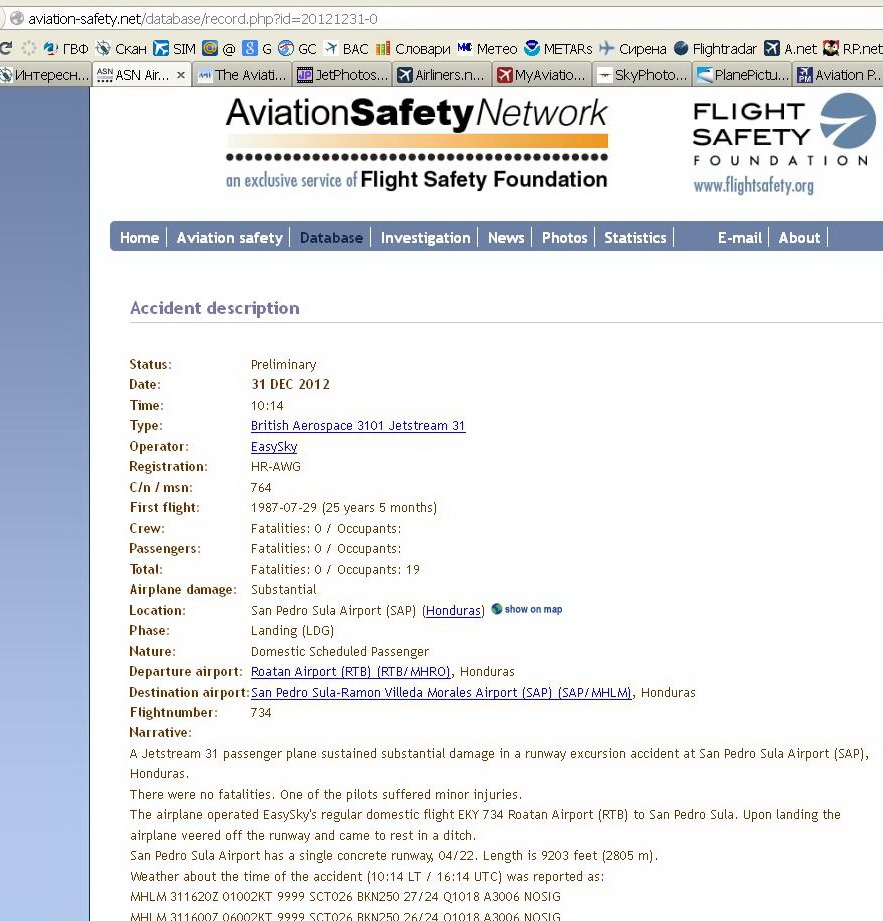 aviation-safety.net/database/record.php?id=20121231-0
ГВФ Скан SIM @ G GC ВАС Словари Метео METARs Сирена Flightradar A.net RP.net
Интересн... ASN ASN Air... × The Aviati... JetPhotos... Airliners.n... MyAviatio... SkyPhoto... PlanePictu... Aviation P..
AviationSafetyNetwork
an exclusive service of Flight Safety Foundation
FLIGHT
SAFETY
FOUNDATION
www.flightsafety.org
Home Aviation safety Database Investigation News Photos Statistics E-mail About
Accident description
Status: Preliminary
Date: 31 DEC 2012
Time: 10:14
Type: British Aerospace 3101 Jetstream 31
Operator: EasySky
Registration: HR-AWG
C/n / msn: 764
First flight: 1987-07-29 (25 years 5 months)
Crew: Fatalities: 0 / Occupants:
Passengers: Fatalities: 0 / Occupants:
Total: Fatalities: 0 / Occupants: 19
Airplane damage: Substantial
Location: San Pedro Sula Airport (SAP) (Honduras) show on map
Phase: Landing (LDG)
Nature: Domestic Scheduled Passenger
Departure airport: Roatan Airport (RTB) (RTB/MHRO), Honduras
Destination airport: San Pedro Sula-Ramon Villeda Morales Airport (SAP) (SAP/MHLM), Honduras
Flightnumber: 734
Narrative:
A Jetstream 31 passenger plane sustained substantial damage in a runway excursion accident at San Pedro Sula Airport (SAP),
Honduras.
There were no fatalities. One of the pilots suffered minor injuries.
The airplane operated EasySky's regular domestic flight EKY 734 Roatan Airport (RTB) to San Pedro Sula. Upon landing the
airplane veered off the runway and came to rest in a ditch.
San Pedro Sula Airport has a single concrete runway, 04/22. Length is 9203 feet (2805 m).
Weather about the time of the accident (10:14 LT / 16:14 UTC) was reported as:
MHLM 311620Z 01002KT 9999 SCT026 BKN250 27/24 Q1018 A3006 NOSIG
MHLM 311600Z 06002KT 9999 SCT026 BKN250 26/24 Q1018 A3006 NOSIG